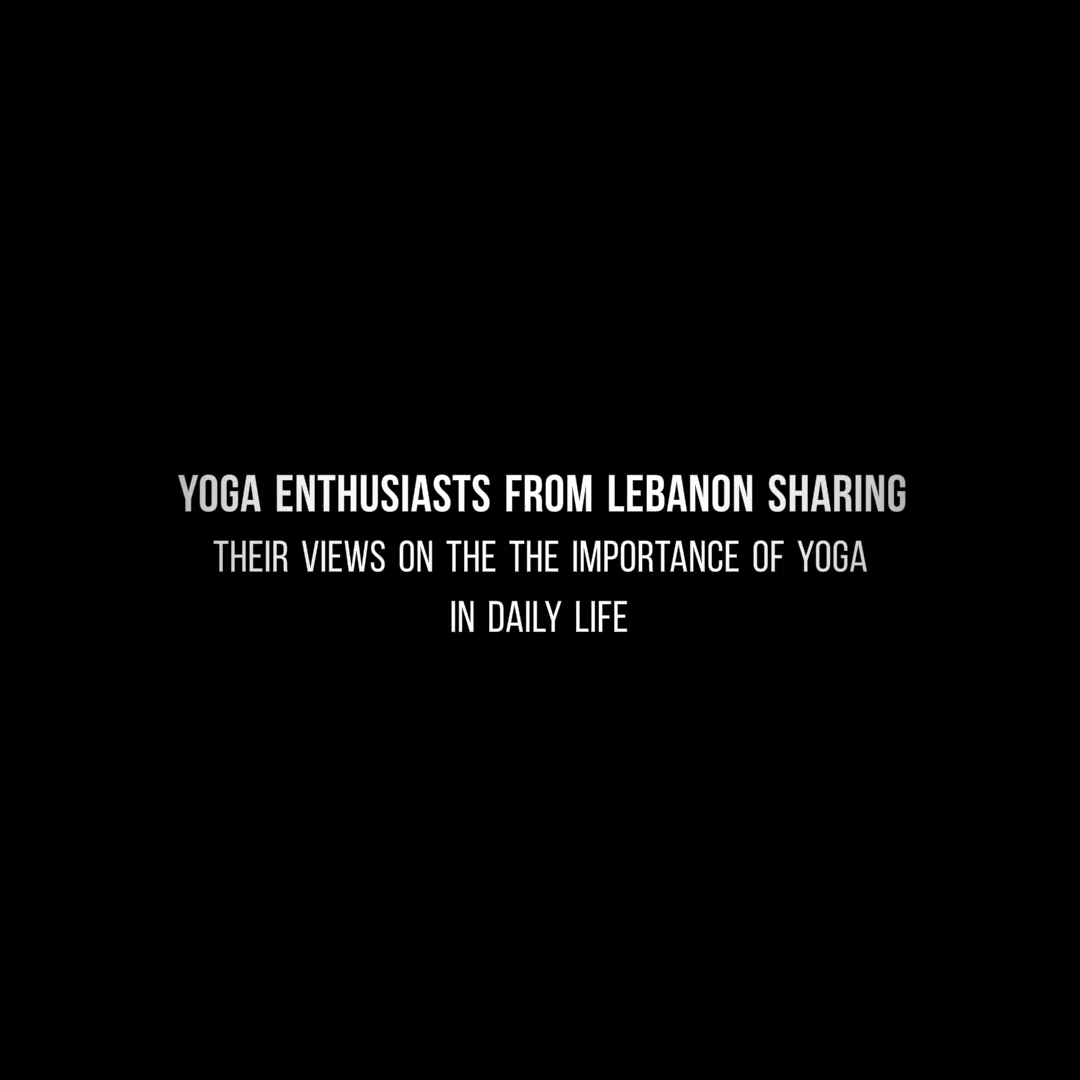 YOGA ENTHUSIASTS FROM LEBANON SHARING
THEIR VIEWS ON THE THE IMPORTANCE OF YOGA
IN DAILY LIFE